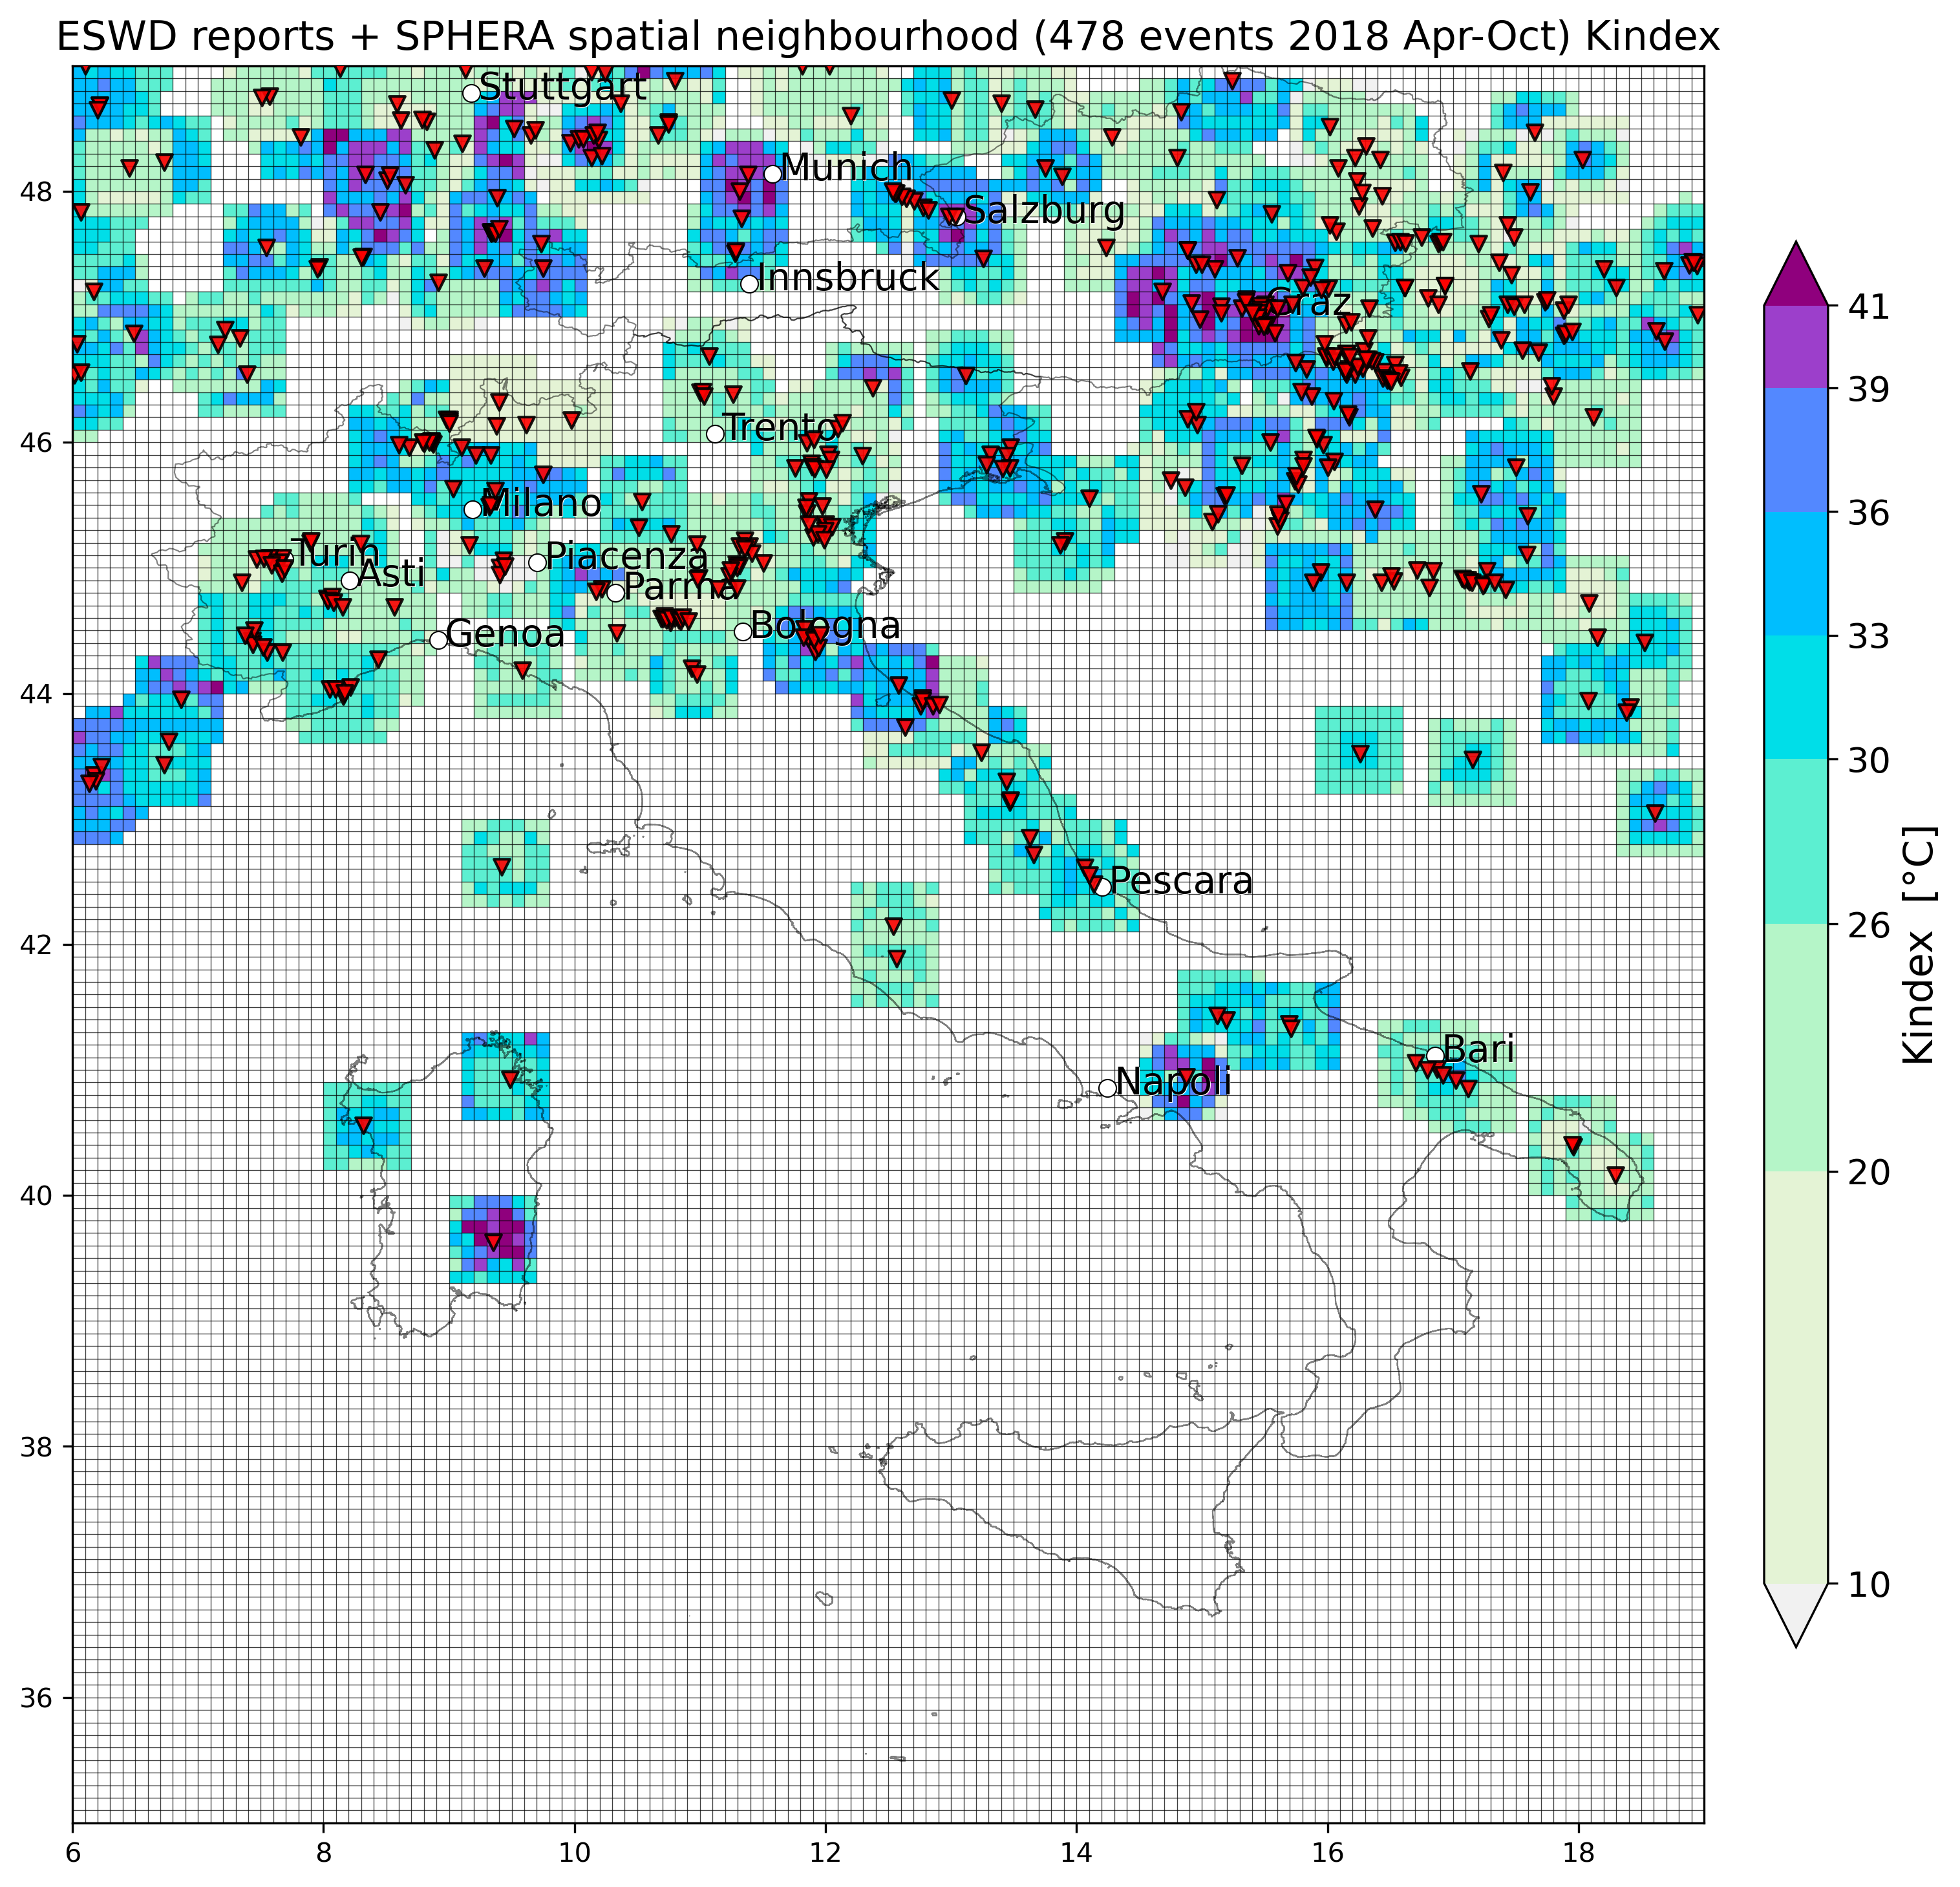 ESWD reports + SPHERA spatial neighbourhood (478 events 2018 Apr-Oct) Kindex
Stuttgart
Munich
Salzburg
Innsbruck
Graz
Trento
Milano
Turin
Asti
Piacenza
Parma
Genoa
Bologna
Pescara
Bari
Napoli
48
46
44
42
40
38
36
6
8
10
12
14
16
18
41
39
36
33
30
26
20
10
Kindex [°C]